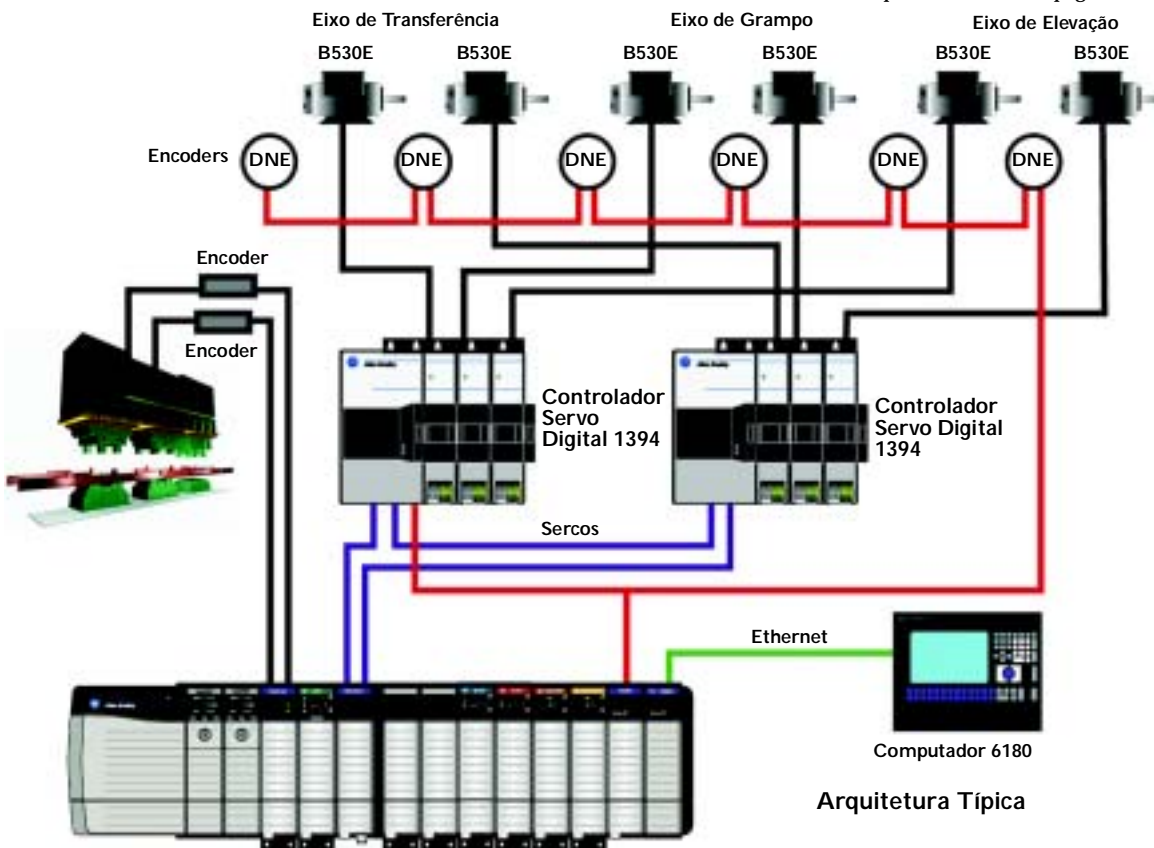 Eixo de Transferência Eixo de Grampo Eixo de Elevação
B530E B530E B530E B530E B530E B530E
Encoders DNE DNE DNE DNE DNE DNE
Encoder
Encoder
Controlador
Servo
Digital 1394
Controlador
Servo Digital
1394
Sercos
Ethernet
Computador 6180
Arquitetura Típica